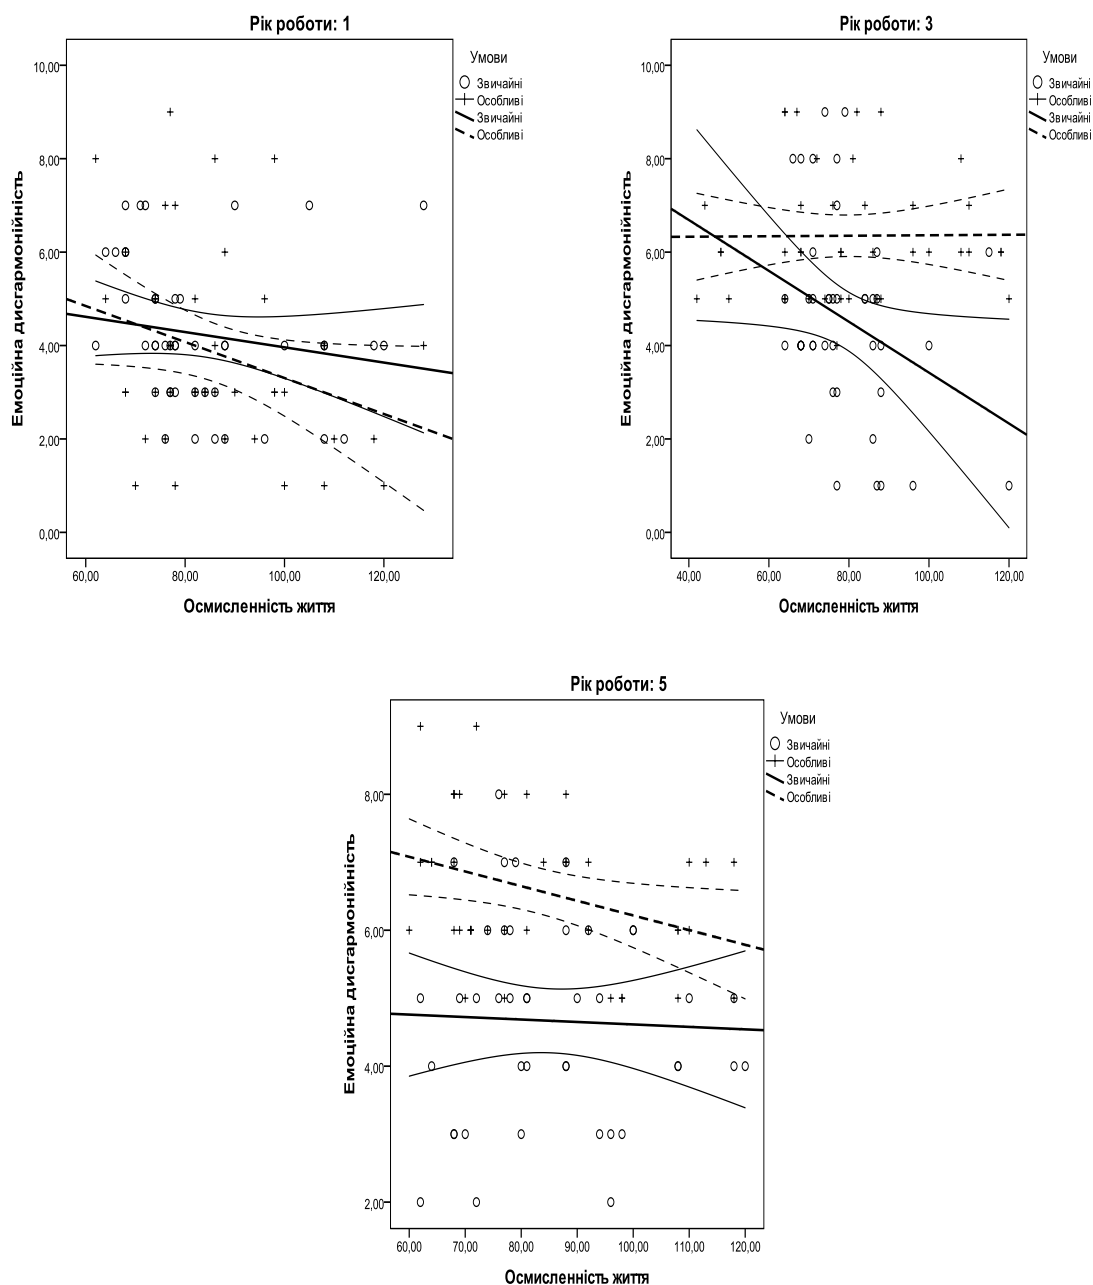 Рік роботи: 1
Умови
Звичайні
Особливі
Звичайні
Особливі
10,00
8,00
6,00
4,00
2,00
0,00
Емоційна дисгармонійність
60,00 80,00 100,00 120,00
Осмисленність життя
Рік роботи: 3
Умови
Звичайні
Особливі
Звичайні
Особливі
10,00
8,00
6,00
4,00
2,00
0,00
Емоційна дисгармонійність
40,00 60,00 80,00 100,00 120,00
Осмисленність життя
Рік роботи: 5
Умови
Звичайні
Особливі
Звичайні
Особливі
8,00
6,00
4,00
2,00
Емоційна дисгармонійність
60,00 70,00 80,00 90,00 100,00 110,00 120,00
Осмисленність життя